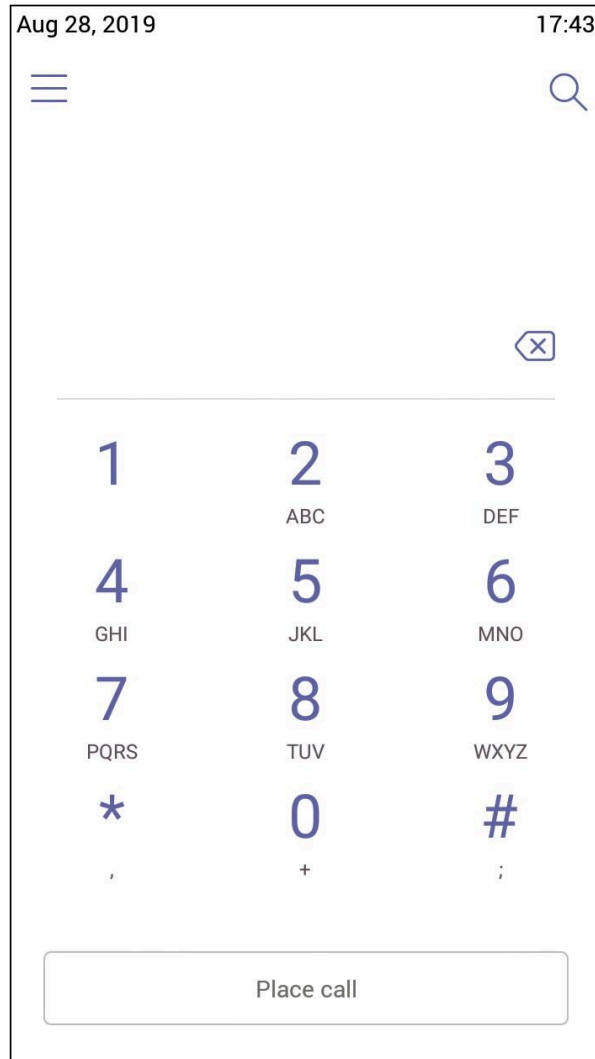 Aug 28, 2019 17:43
1 2 3
ABC DEF
4 5 6
GHI JKL MNO
7 8 9
PQRS TUV WXYZ
* 0 #
, + ;
Place call